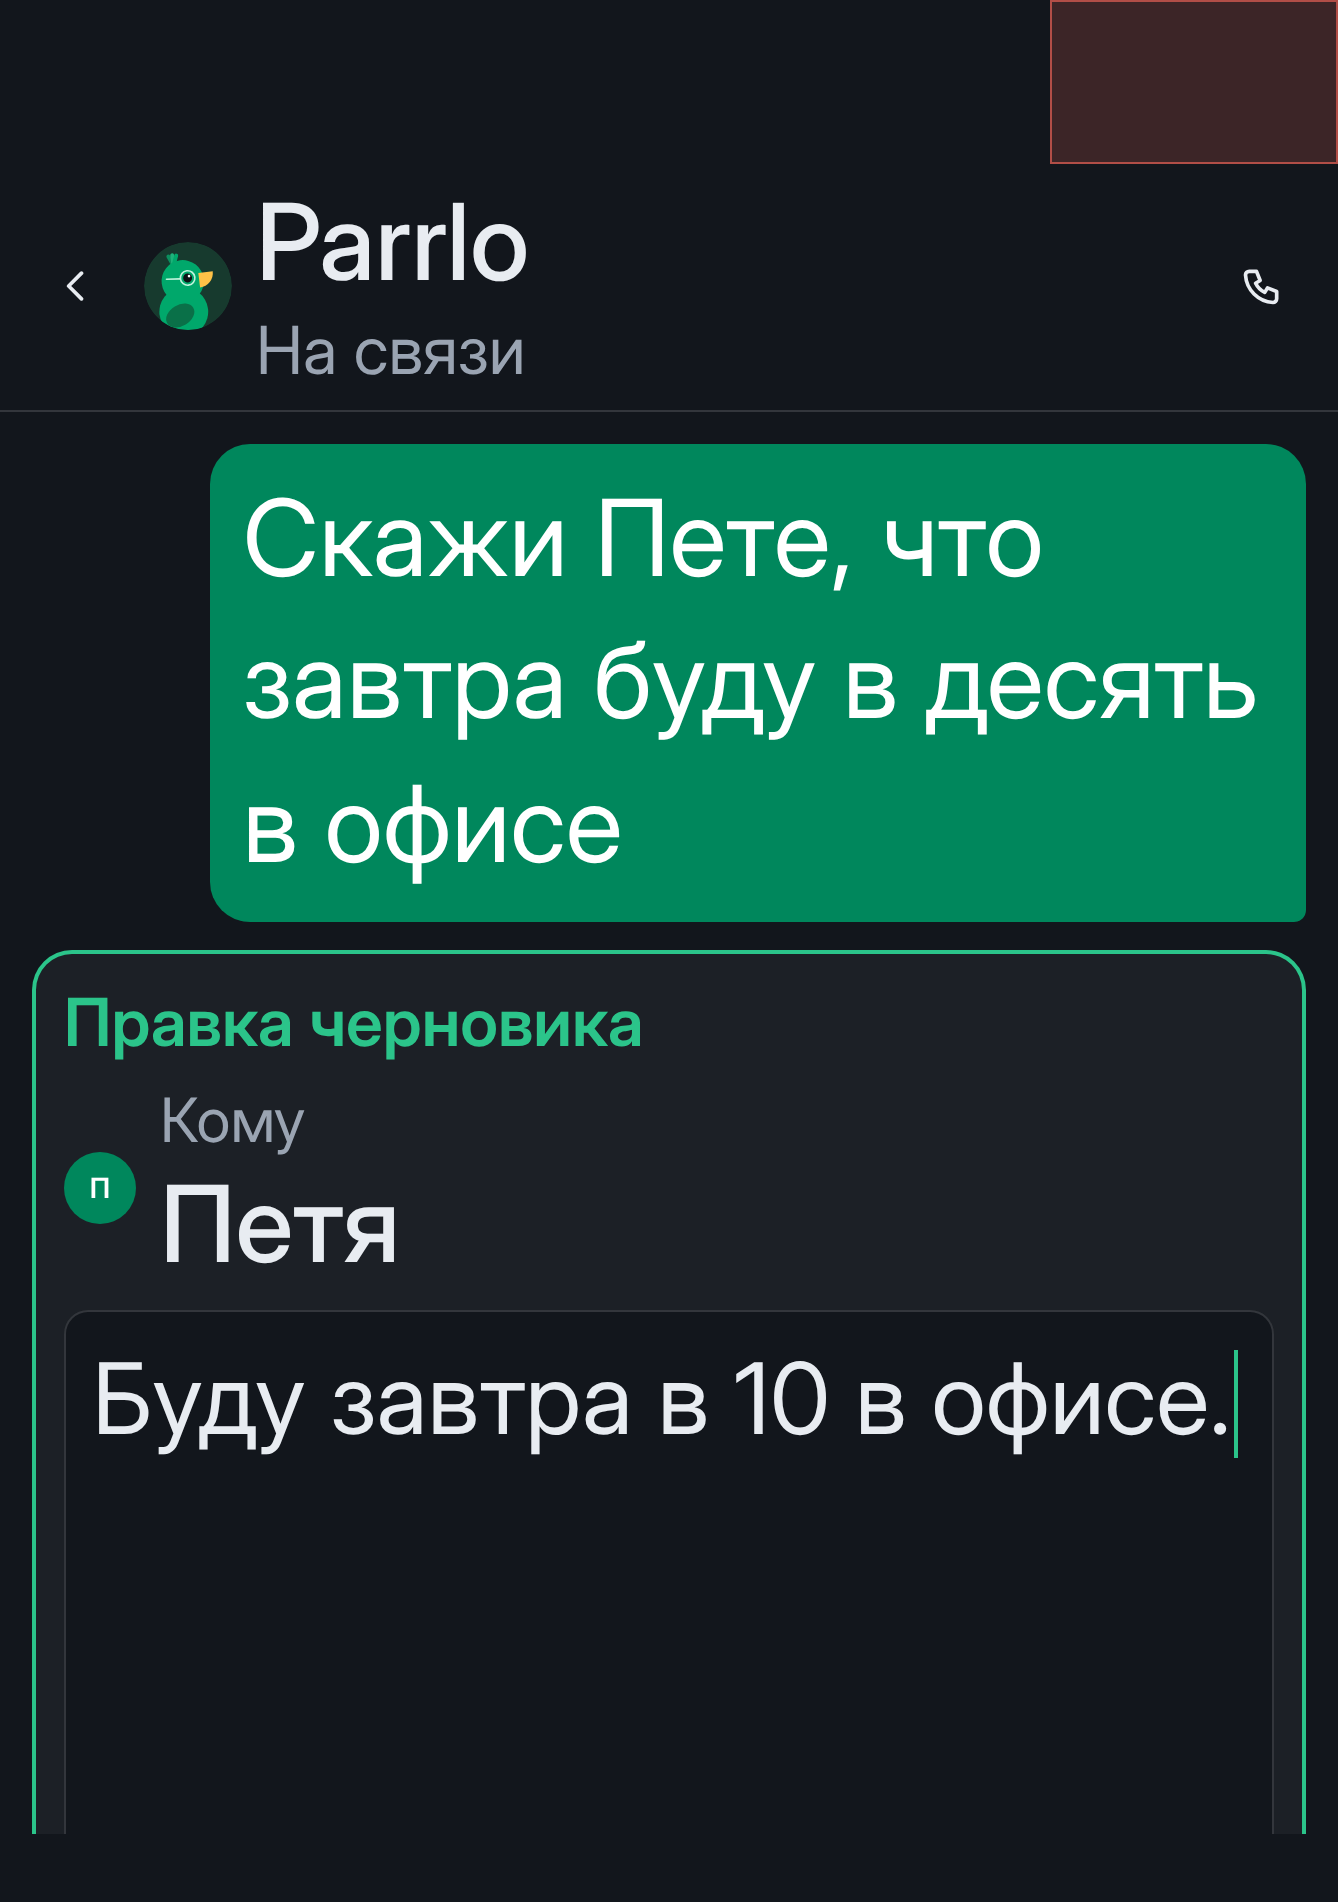 Parrlo
На связи
Скажи Пете, что
завтра буду в десять
в офисе
Правка черновика
Кому
П
Петя
Буду завтра в 10 в офисе.